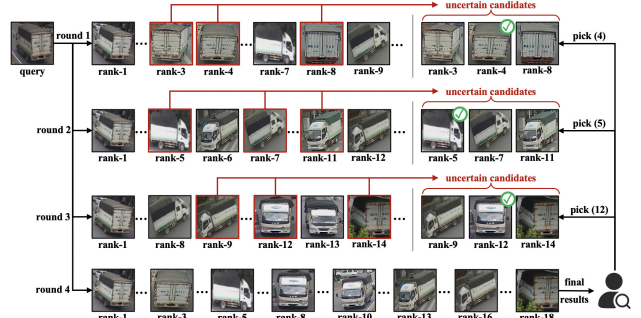 uncertain candidates
round 1
pick (4)
query
rank-1
rank-3
rank-4
rank-7
rank-8
rank-9
rank-3
rank-4
rank-8
uncertain candidates
round 2
pick (5)
rank-1
rank-5
rank-6
rank-7
rank-11
rank-12
rank-5
rank-7
rank-11
uncertain candidates
round 3
pick (12)
rank-1
rank-8
rank-9
rank-12
rank-13
rank-14
rank-9
rank-12
rank-14
round 4
final
results
rank-1
rank-3
rank-5
rank-8
rank-10
rank-13
rank-16
rank-18